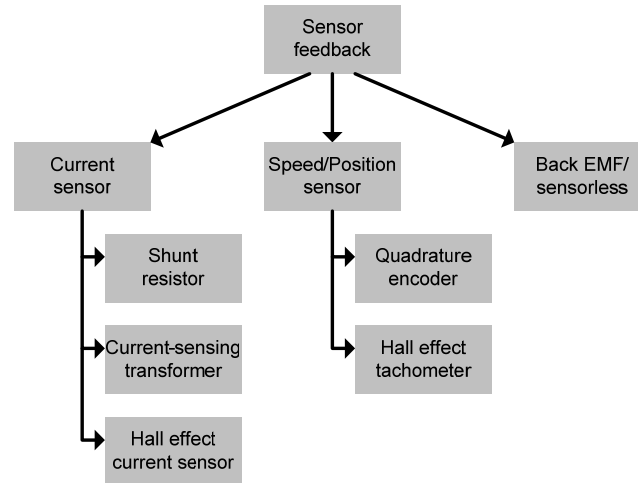 Sensor
feedback
Current
sensor
Speed/Position
sensor
Back EMF/
sensorless
Shunt
resistor
Quadrature
encoder
Current-sensing
transformer
Hall effect
tachometer
Hall effect
current sensor